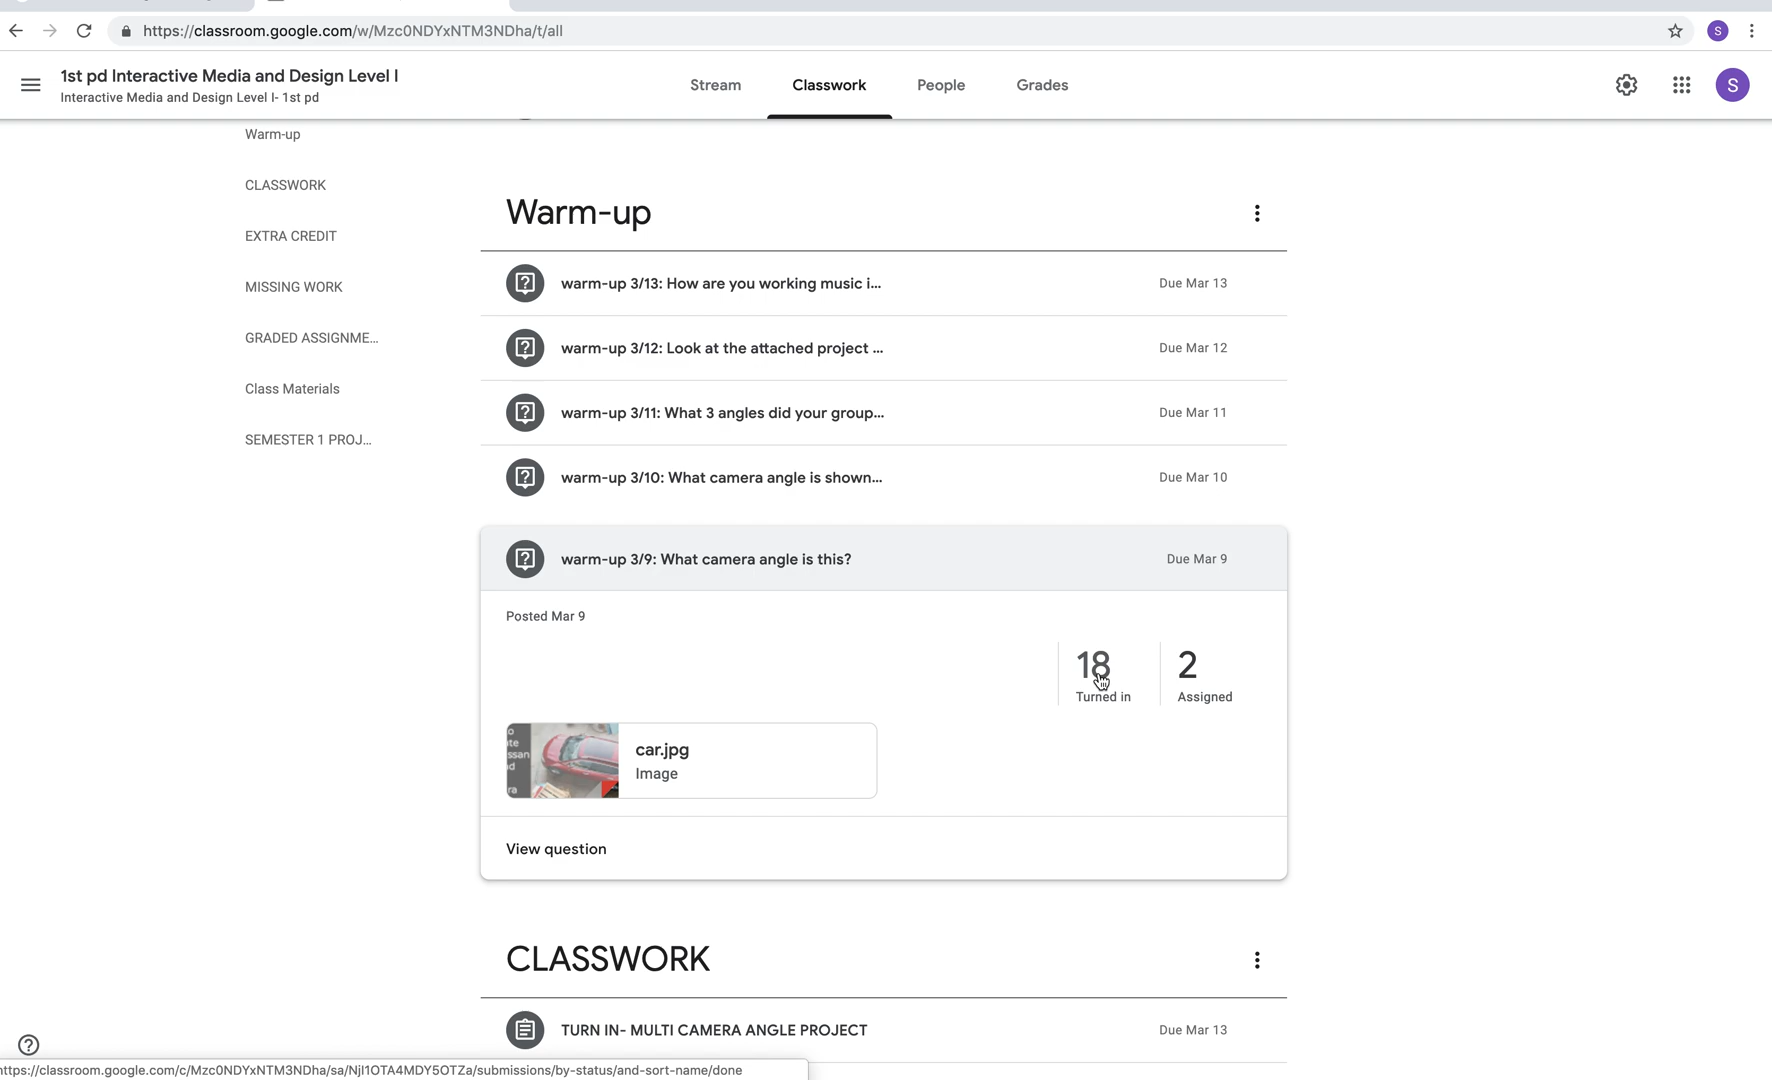 https://classroom.google.com/w/Mzc0NDYxNTM3NDha/t/all
S
1st pd Interactive Media and Design Level I
Interactive Media and Design Level I- 1st pd
Stream
Classwork
People
Grades
S
Warm-up
CLASSWORK
EXTRA CREDIT
MISSING WORK
GRADED ASSIGNME...
Class Materials
SEMESTER 1 PROJ...
Warm-up
warm-up 3/13: How are you working music i...
Due Mar 13
warm-up 3/12: Look at the attached project ...
Due Mar 12
warm-up 3/11: What 3 angles did your group...
Due Mar 11
warm-up 3/10: What camera angle is shown...
Due Mar 10
warm-up 3/9: What camera angle is this?
Due Mar 9
Posted Mar 9
18
Turned in
2
Assigned
car.jpg
Image
View question
CLASSWORK
TURN IN- MULTI CAMERA ANGLE PROJECT
Due Mar 13
https://classroom.google.com/c/Mzc0NDYxNTM3NDha/sa/NjI1OTA4MDY5OTZa/submissions/by-status/and-sort-name/done